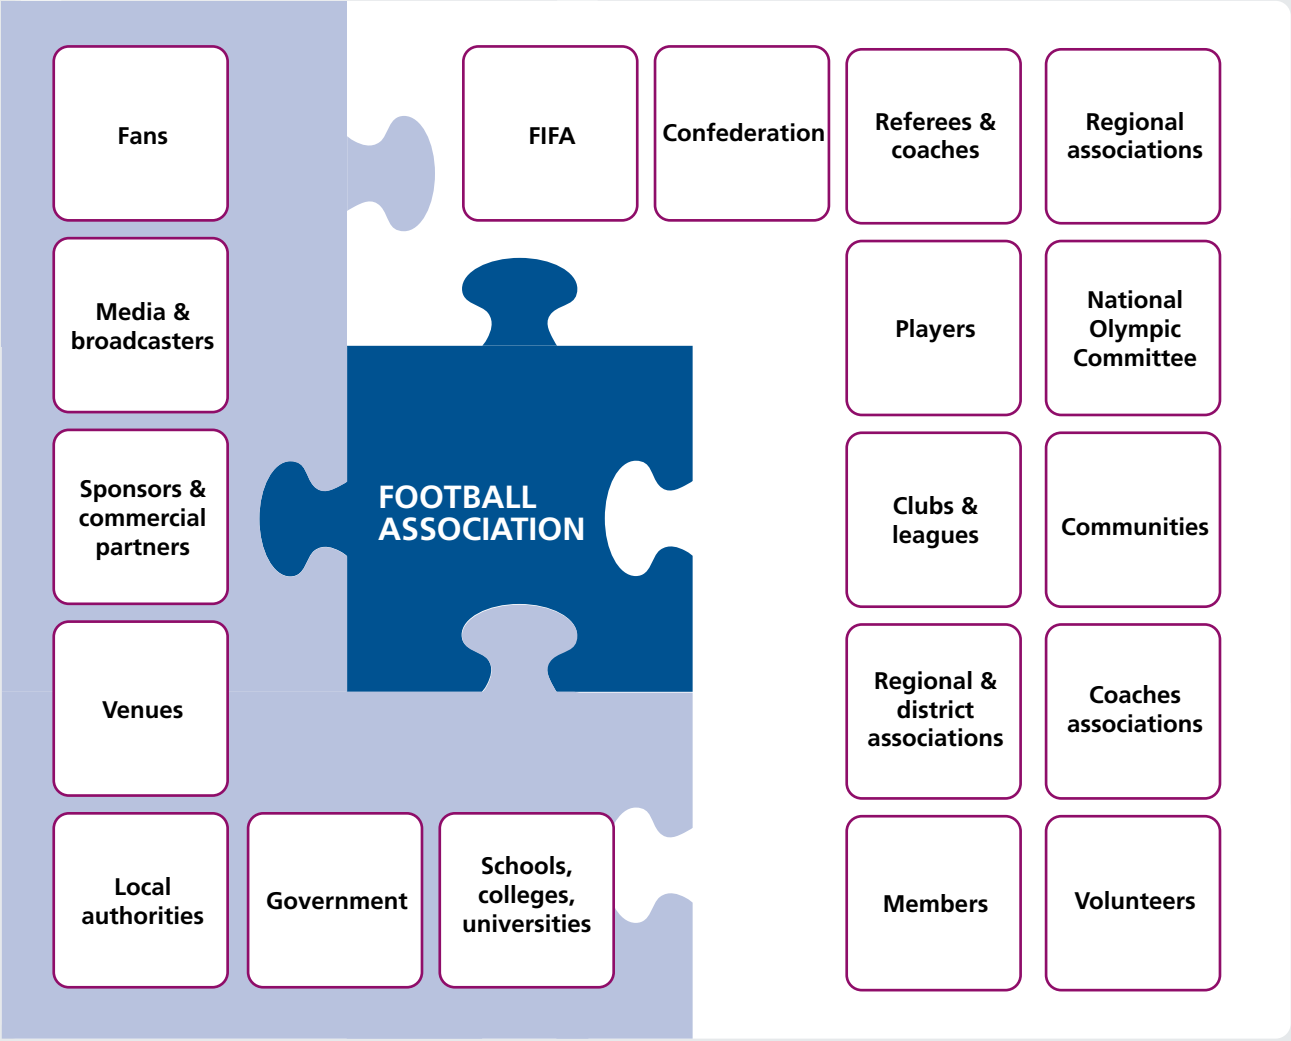 Fans
FIFA
Confederation
Referees &
coaches
Regional
associations
Media &
broadcasters
Players
National
Olympic
Committee
Sponsors &
commercial
partners
FOOTBALL
ASSOCIATION
Clubs &
leagues
Communities
Venues
Regional &
district
associations
Coaches
associations
Local
authorities
Government
Schools,
colleges,
universities
Members
Volunteers